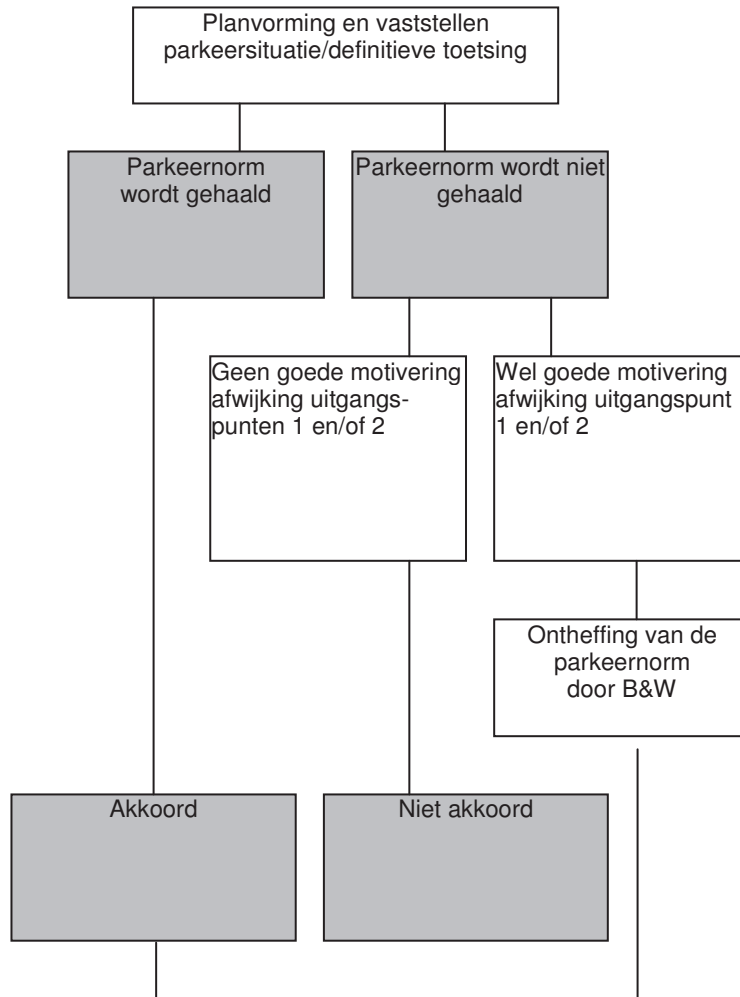 Planvorming en vaststellen
parkeersituatie/definitieve toetsing
Parkeernorm
wordt gehaald
Parkeernorm wordt niet
gehaald
Geen goede motivering
afwijking uitgangs-
punten 1 en/of 2
Wel goede motivering
afwijking uitgangspunt
1 en/of 2
Ontheffing van de
parkeernorm
door B&W
Akkoord
Niet akkoord